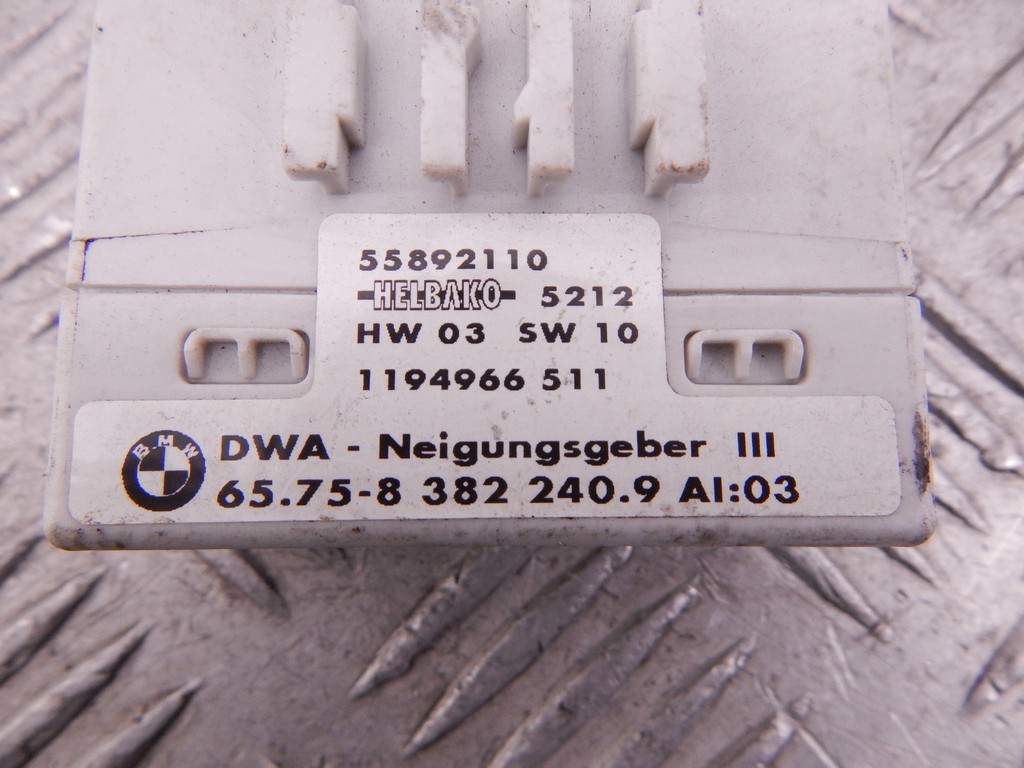 55892110
HELBAKO 5212
HW 03 SW 10
1194966 511
BMW DWA - Neigungsgeber III
65.75-8 382 240.9 AI:03